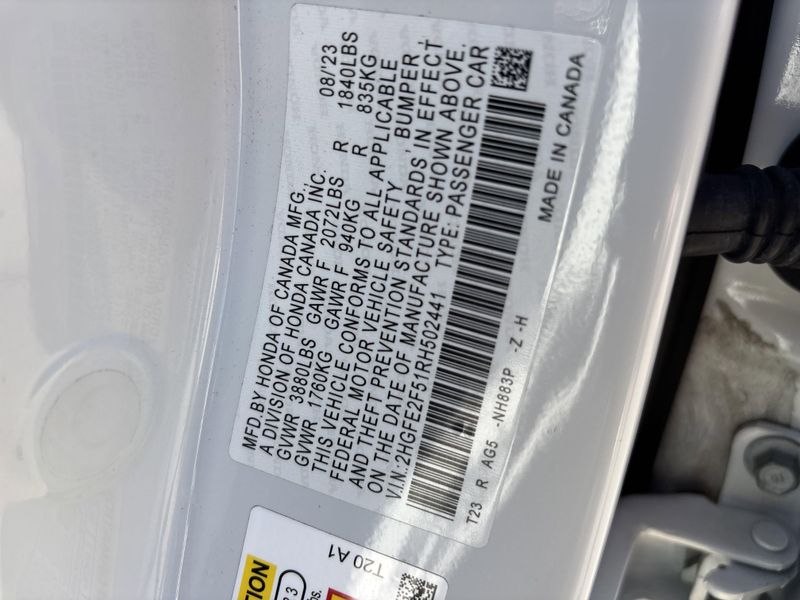 MFD.BY HONDA OF CANADA MFG., 08/'23
A DIVISION OF HONDA CANADA INC.
GVWR 3880LBS GAWR F 2072LBS R 1840LBS
GVWR 1760KG GAWR F 940KG R 835KG
THIS VEHICLE CONFORMS TO ALL APPLICABLE
FEDERAL MOTOR VEHICLE SAFETY, BUMPER,
AND THEFT PREVENTION STANDARDS IN EFFECT
ON THE DATE OF MANUFACTURE SHOWN ABOVE.
V.I.N.:2HGFE2F51RH502441 TYPE: PASSENGER CAR
T23 R AG5 -NH883P -Z -H
MADE IN CANADA
T20 A1